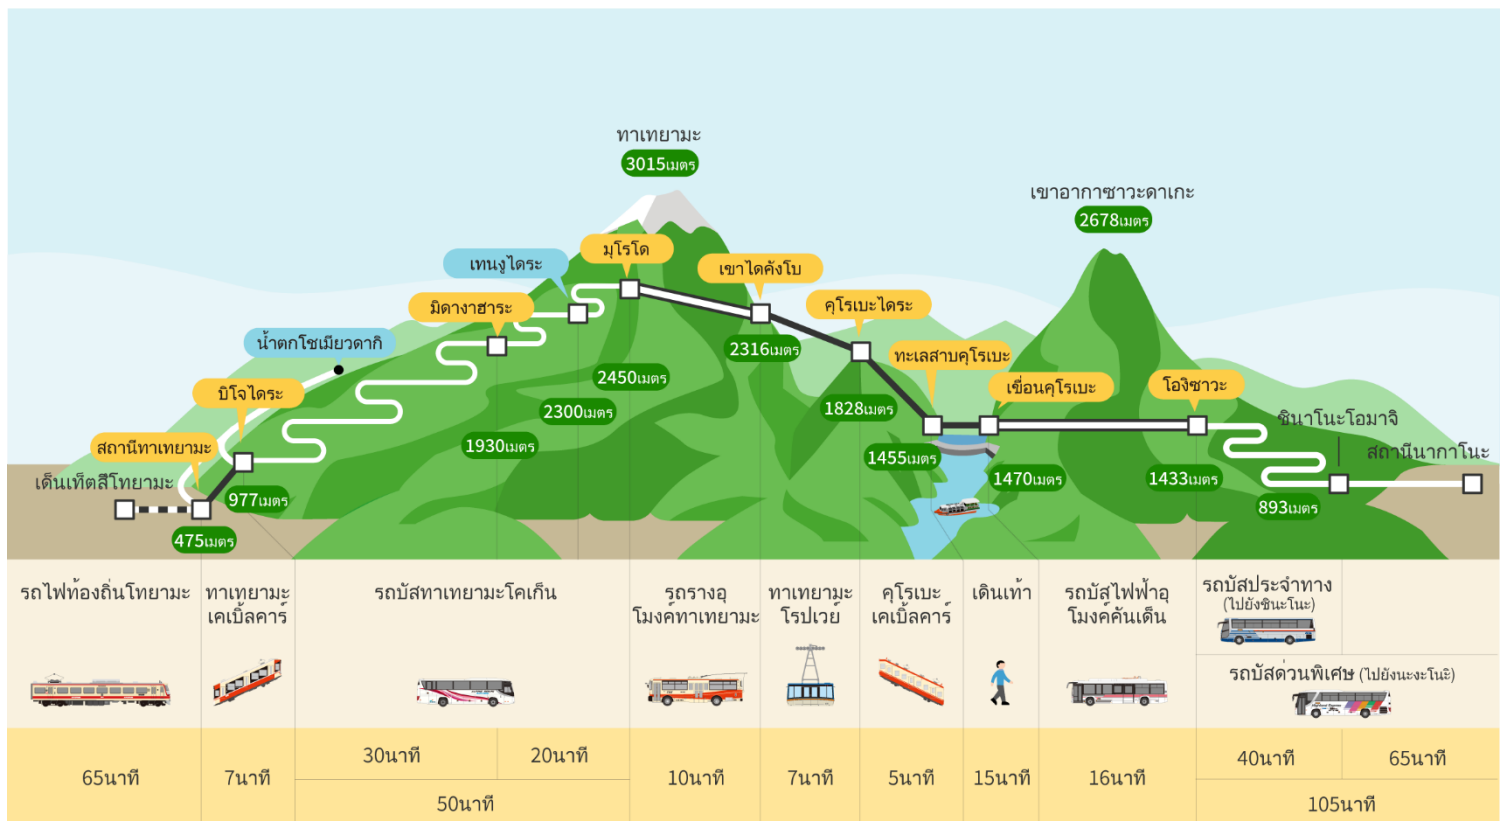 ทาเทยามะ
3015เมตร
เขาอากาซาวะดาเกะ
2678เมตร
มุโรโด
เทนงูไดระ
เขาไดคังโบ
มิดางาฮาระ
คุโรเบะไดระ
น้ำตกโชเมียวดากิ
2316เมตร
ทะเลสาบคุโรเบะ
2450เมตร
บิโจไดระ
เขื่อนคุโรเบะ
โองิซาวะ
2300เมตร
1828เมตร
ชินาโนะโอมาจิ
สถานีทาเทยามะ
1930เมตร
1455เมตร
สถานีนากาโนะ
เด็นเท็ตสึโทยามะ
1470เมตร
1433เมตร
977เมตร
893เมตร
475เมตร
รถไฟท้องถิ่นโทยามะ
ทาเทยามะ
เคเบิ้ลคาร์
รถบัสทาเทยามะโคเก็น
รถรางอุ
โมงค์ทาเทยามะ
ทาเทยามะ
โรปเวย์
คุโรเบะ
เคเบิ้ลคาร์
เดินเท้า
รถบัสไฟฟ้าอุ
โมงค์คันเด็น
รถบัสประจำทาง
(ไปยังชินะโนะ)
รถบัสด่วนพิเศษ (ไปยังนะงะโนะ)
65นาที
7นาที
30นาที
20นาที
50นาที
10นาที
7นาที
5นาที
15นาที
16นาที
40นาที
65นาที
105นาที